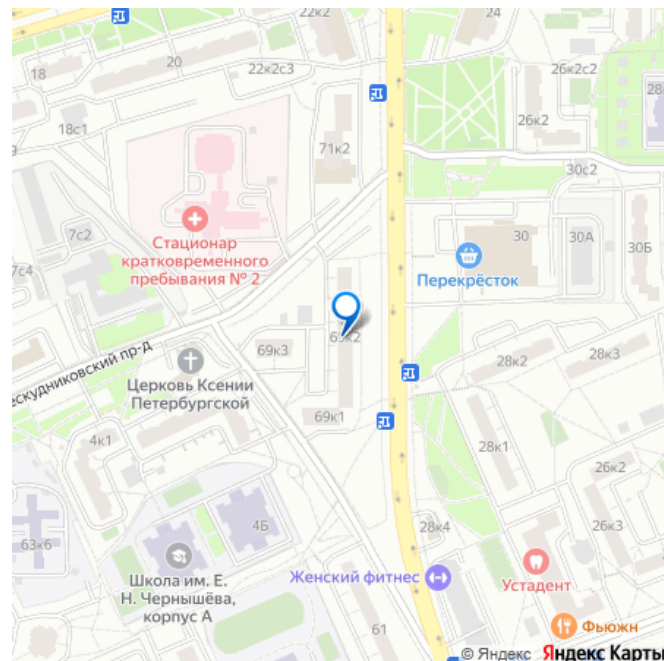 24
20
18
22к2с3
26к2с2
28
26к2
18с1
71к2
30с2
7с2
30
30А
30Б
Стационар
кратковременного
пребывания № 2
7с4
Перекрёсток
69к2
69к3
28к2
28к3
ескудниковский пр-д
Церковь Ксении
Петербургской
69к1
4к1
28к1
26к2
4Б
28к4
26к3
63к6
Школа им. Е.
Н. Чернышёва,
корпус А
Женский фитнес
Устадент
61
Фьюжн
© Яндекс Яндекс Карты